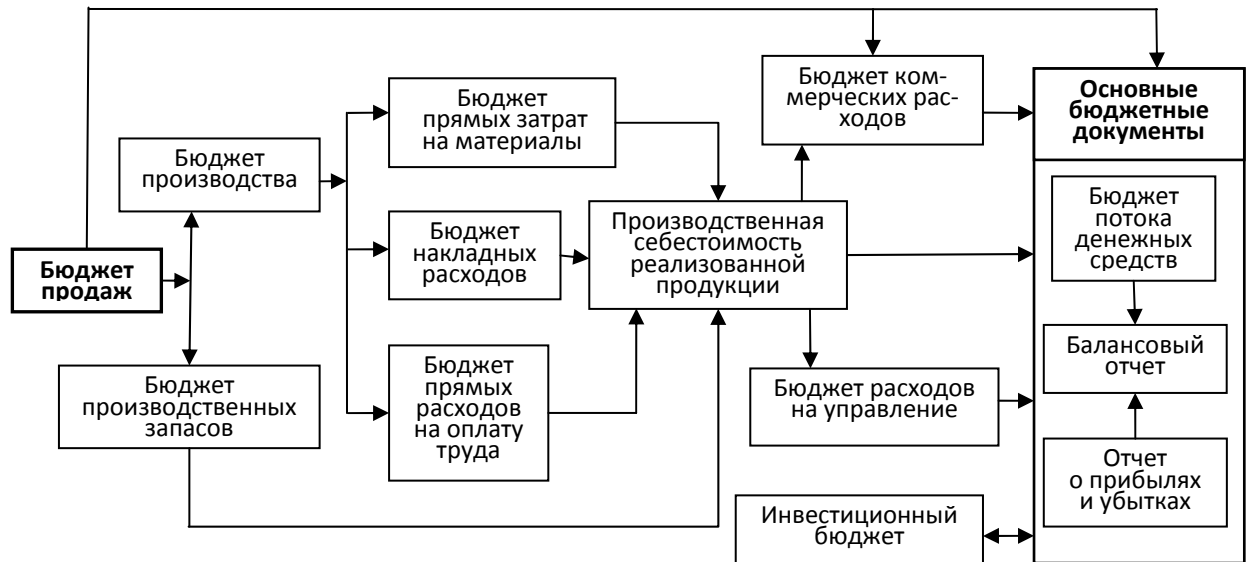 Бюджет
продаж
Бюджет
производства
Бюджет
производственных
запасов
Бюджет
прямых затрат
на материалы
Бюджет
накладных
расходов
Бюджет
прямых
расходов
на оплату
труда
Производственная
себестоимость
реализованной
продукции
Бюджет ком-
мерческих рас-
ходов
Бюджет расходов
на управление
Инвестиционный
бюджет
Основные
бюджетные
документы
Бюджет
потока
денежных
средств
Балансовый
отчет
Отчет
о прибылях
и убытках